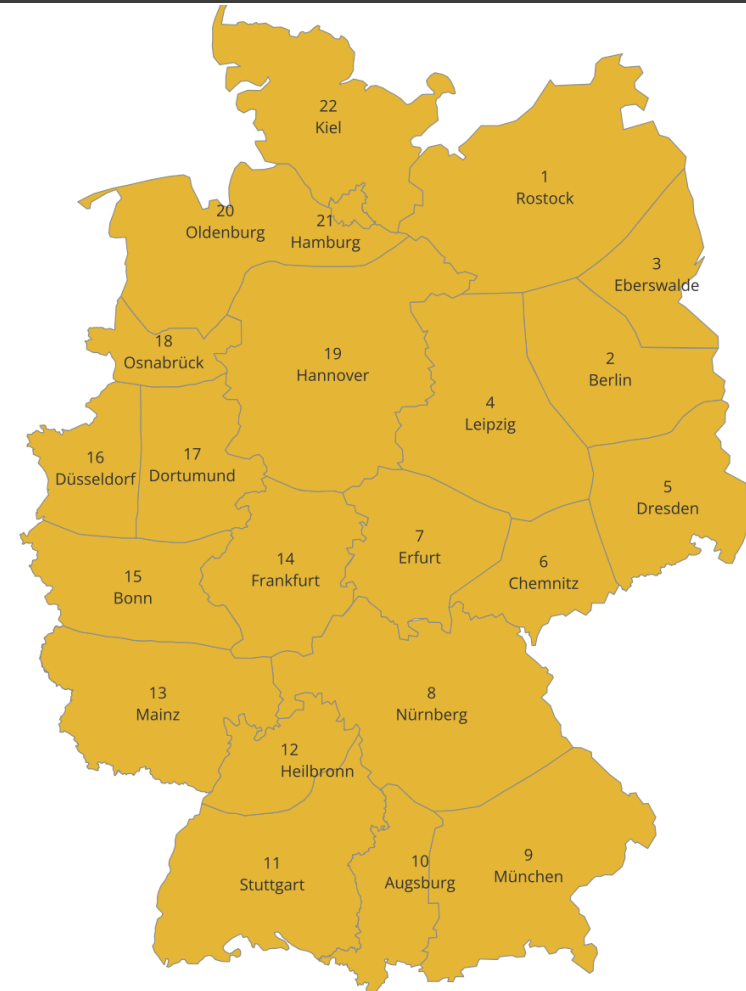 22
Kiel
1
Rostock
20
Oldenburg
21
Hamburg
3
Eberswalde
18
Osnabrück
19
Hannover
2
Berlin
4
Leipzig
16
Düsseldorf
17
Dortumund
5
Dresden
7
Erfurt
14
Frankfurt
6
Chemnitz
15
Bonn
13
Mainz
8
Nürnberg
12
Heilbronn
11
Stuttgart
10
Augsburg
9
München